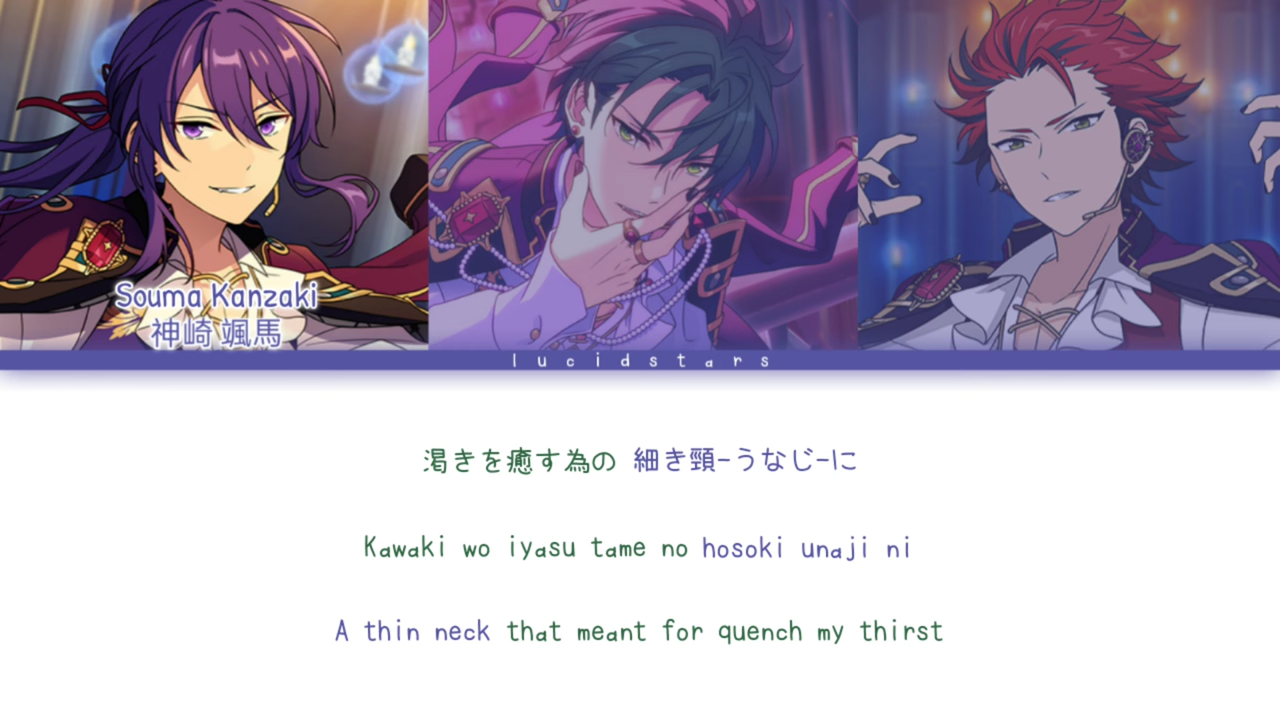 Souma Kanzaki
神崎 颯馬
lucidstars
渇きを癒す為の 細き頸-うなじ-に
Kawaki wo iyasu tame no hosoki unaji ni
A thin neck that meant for quench my thirst